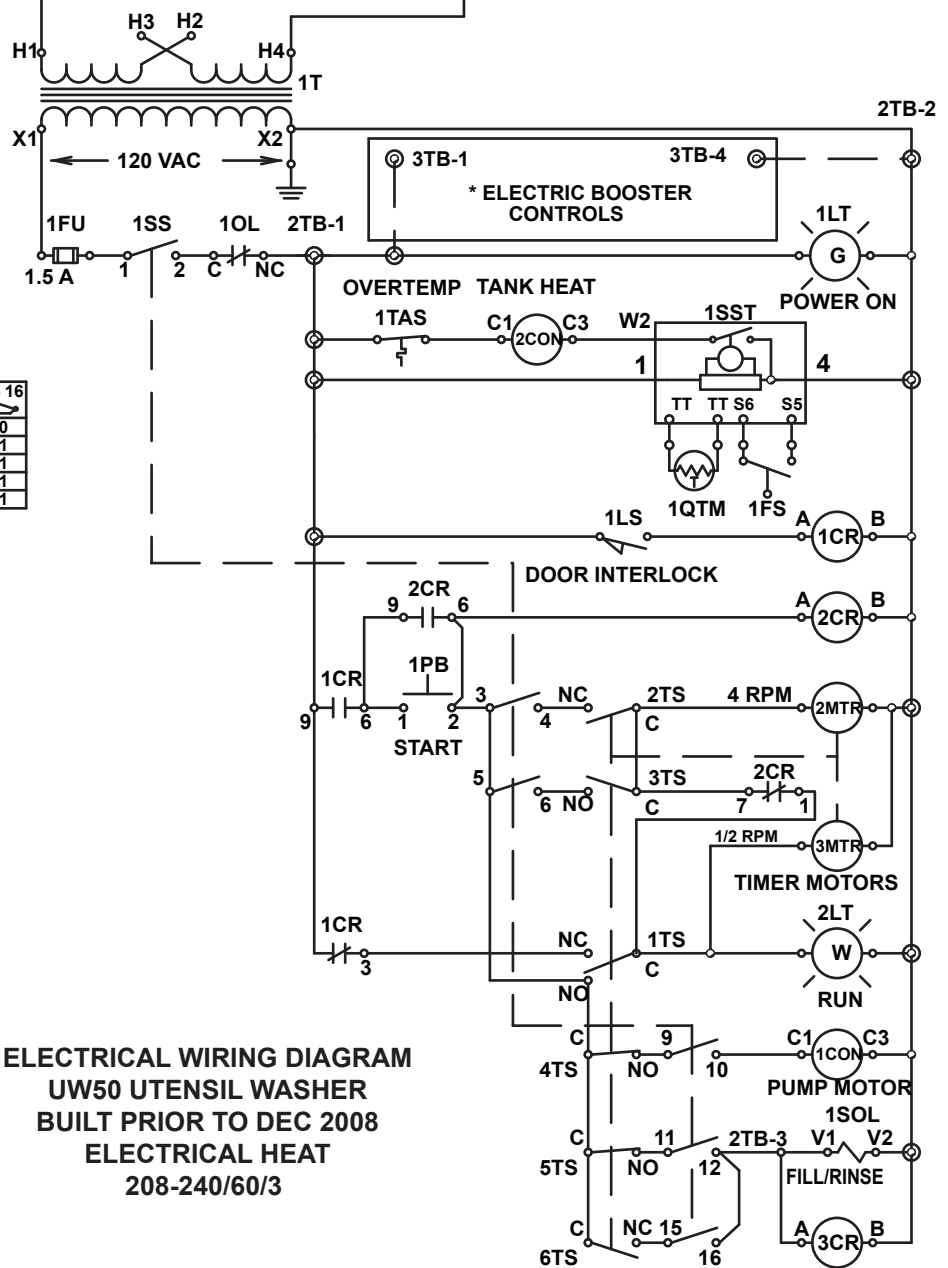 H3 H2
H1 H4
1T
2TB-2
X1 X2
120 VAC
3TB-1 3TB-4
* ELECTRIC BOOSTER
CONTROLS
1FU 1SS 1OL 2TB-1 1LT
G
1.5 A 1 2 C NC
POWER ON
OVERTEMP TANK HEAT
1TAS C1 2CON C3 W2 1SST
1 4
16
0
1
1
1
1
TT TT S6 S5
1QTM 1FS
1LS A 1CR B
DOOR INTERLOCK
2CR
9 6 A 2CR B
1PB
1CR 3 NC 2TS 4 RPM 2MTR
9 6 1 2 4 C
START
5 3TS 2CR
6 NO C 7 1
1/2 RPM 3MTR
TIMER MOTORS
2LT
1CR NC 1TS W
3 C
NO RUN
C 9 C1 1CON C3
4TS NO 10
PUMP MOTOR
1SOL
C 11 2TB-3 V1 V2
5TS NO 12 FILL/RINSE
C NC 15 A 3CR B
6TS 16
ELECTRICAL WIRING DIAGRAM
UW50 UTENSIL WASHER
BUILT PRIOR TO DEC 2008
ELECTRICAL HEAT
208-240/60/3